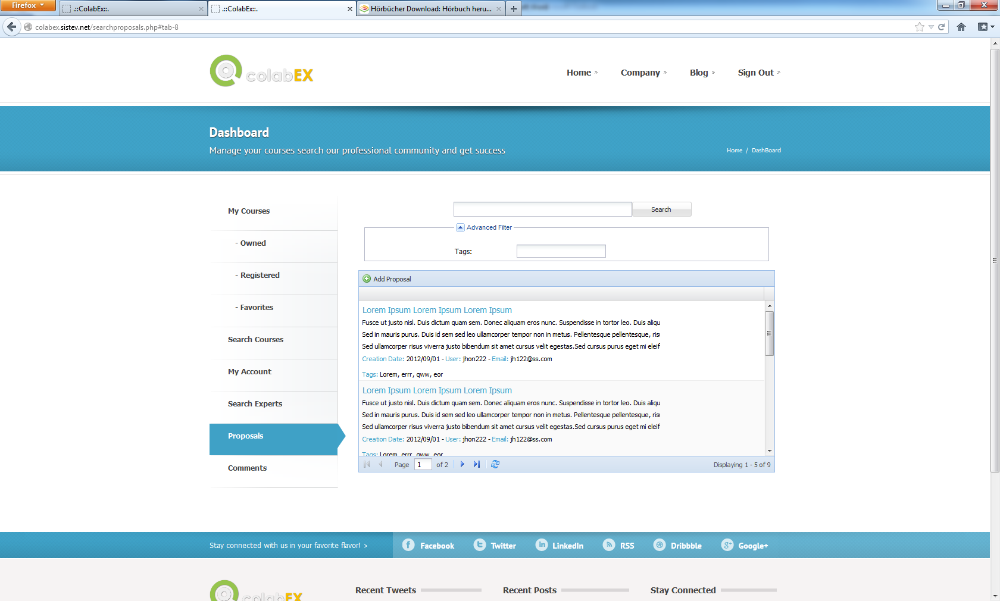 Firefox
.::ColabEx::.
.::ColabEx::.
Hörbücher Download: Hörbuch heru...
colabex.sistev.net/searchproposals.php#tab-8
colabEX
Home »
Company »
Blog »
Sign Out »
Dashboard
Manage your courses search our professional community and get success
Home / DashBoard
My Courses
- Owned
- Registered
- Favorites
Search Courses
My Account
Search Experts
Proposals
Comments
Search
Advanced Filter
Tags:
Add Proposal
Lorem Ipsum Lorem Ipsum Lorem Ipsum
Fusce ut justo nisl. Duis dictum quam sem. Donec aliquam eros nunc. Suspendisse in tortor leo. Duis aliqu
Sed in mauris purus. Duis id sem sed leo ullamcorper tempor non in metus. Pellentesque pellentesque, risu
Sed ullamcorper risus viverra justo bibendum sit amet cursus velit egestas.Sed cursus purus eget mi eleif
Creation Date: 2012/09/01 - User: jhon222 - Email: jh122@ss.com
Tags: Lorem, errr, qww, eor
Lorem Ipsum Lorem Ipsum Lorem Ipsum
Fusce ut justo nisl. Duis dictum quam sem. Donec aliquam eros nunc. Suspendisse in tortor leo. Duis aliqu
Sed in mauris purus. Duis id sem sed leo ullamcorper tempor non in metus. Pellentesque pellentesque, risu
Sed ullamcorper risus viverra justo bibendum sit amet cursus velit egestas.Sed cursus purus eget mi eleif
Creation Date: 2012/09/01 - User: jhon222 - Email: jh122@ss.com
Tags: Lorem, errr, qww, eor
Page 1 of 2
Displaying 1 - 5 of 9
Stay connected with us in your favorite flavor! »
Facebook
Twitter
LinkedIn
RSS
Dribbble
Google+
colabEX
Recent Tweets
Recent Posts
Stay Connected